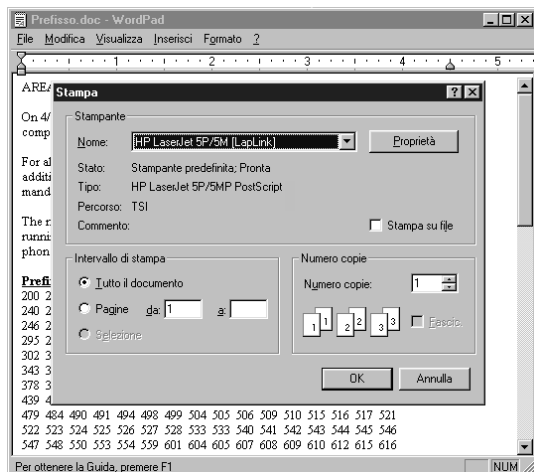 Prefisso.doc - WordPad
File Modifica Visualizza Inserisci Formato ?
1 2 3 4 5
AREA
Stampa
On 4/
comp
For al
additi
mand
The r
runni
phon
Prefi
200 2
240 2
246 2
295 2
302 3
343 3
378 3
439 4
Stampante
Nome: HP LaserJet 5P/5M [LapLink] Proprietà
Stato: Stampante predefinita; Pronta
Tipo: HP LaserJet 5P/5MP PostScript
Percorso: TSI
Commento: Stampa su file
Intervallo di stampa
Tutto il documento
Pagine da: 1 a:
Selezione
Numero copie
Numero copie: 1
1 1 2 2 3 3 Fascic.
OK Annulla
479 484 490 491 494 498 499 504 505 506 509 510 515 516 517 521
522 523 524 525 526 527 528 533 533 540 541 542 543 544 545 546
547 548 550 553 554 559 601 604 605 607 608 609 610 612 615 616
Per ottenere la Guida, premere F1 NUM